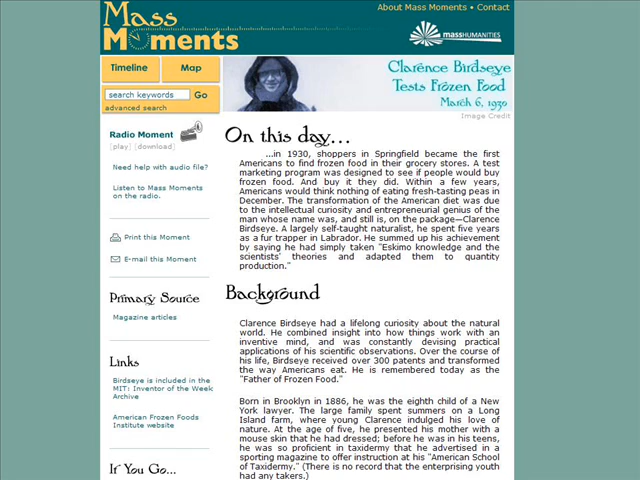 Mass Moments
About Mass Moments • Contact
MASSHUMANITIES
Timeline
Map
search keywords
Go
advanced search
Clarence Birdseye
Tests Frozen Food
March 6, 1930
Image Credit
Radio Moment
[play] [download]
Need help with audio file?
Listen to Mass Moments
on the radio.
Print this Moment
E-mail this Moment
Primary Source
Magazine articles
Links
Birdseye is included in the
MIT: Inventor of the Week
Archive
American Frozen Foods
Institute website
If You Go...
On this day...
...in 1930, shoppers in Springfield became the first
Americans to find frozen food in their grocery stores. A test
marketing program was designed to see if people would buy
frozen food. And buy it they did. Within a few years,
Americans would think nothing of eating fresh-tasting peas in
December. The transformation of the American diet was due
to the intellectual curiosity and entrepreneurial genius of the
man whose name was, and still is, on the package—Clarence
Birdseye. A largely self-taught naturalist, he spent five years
as a fur trapper in Labrador. He summed up his achievement
by saying he had simply taken "Eskimo knowledge and the
scientists' theories and adapted them to quantity
production."
Background
Clarence Birdseye had a lifelong curiosity about the natural
world. He combined insight into how things work with an
inventive mind, and was constantly devising practical
applications of his scientific observations. Over the course of
his life, Birdseye received over 300 patents and transformed
the way Americans eat. He is remembered today as the
"Father of Frozen Food."
Born in Brooklyn in 1886, he was the eighth child of a New
York lawyer. The large family spent summers on a Long
Island farm, where young Clarence indulged his love of
nature. At the age of five, he presented his mother with a
mouse skin that he had dressed; before he was in his teens,
he was so proficient in taxidermy that he advertised in a
sporting magazine to offer instruction at his "American School
of Taxidermy." (There is no record that the enterprising youth
had any takers.)